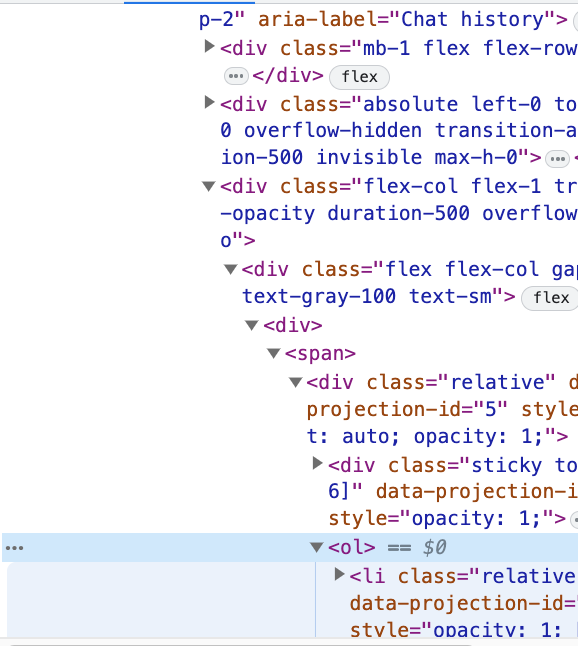 p-2" aria-label="Chat history">
<div class="mb-1 flex flex-row
</div> flex
<div class="absolute left-0 to
0 overflow-hidden transition-a
ion-500 invisible max-h-0"> <
<div class="flex-col flex-1 tr
-opacity duration-500 overflow
o">
<div class="flex flex-col gap
text-gray-100 text-sm"> flex
<div>
<span>
<div class="relative" d
projection-id="5" style
t: auto; opacity: 1;">
<div class="sticky to
6]" data-projection-i
style="opacity: 1;">
<ol> == $0
<li class="relative
data-projection-id="
style="opacity: 1;